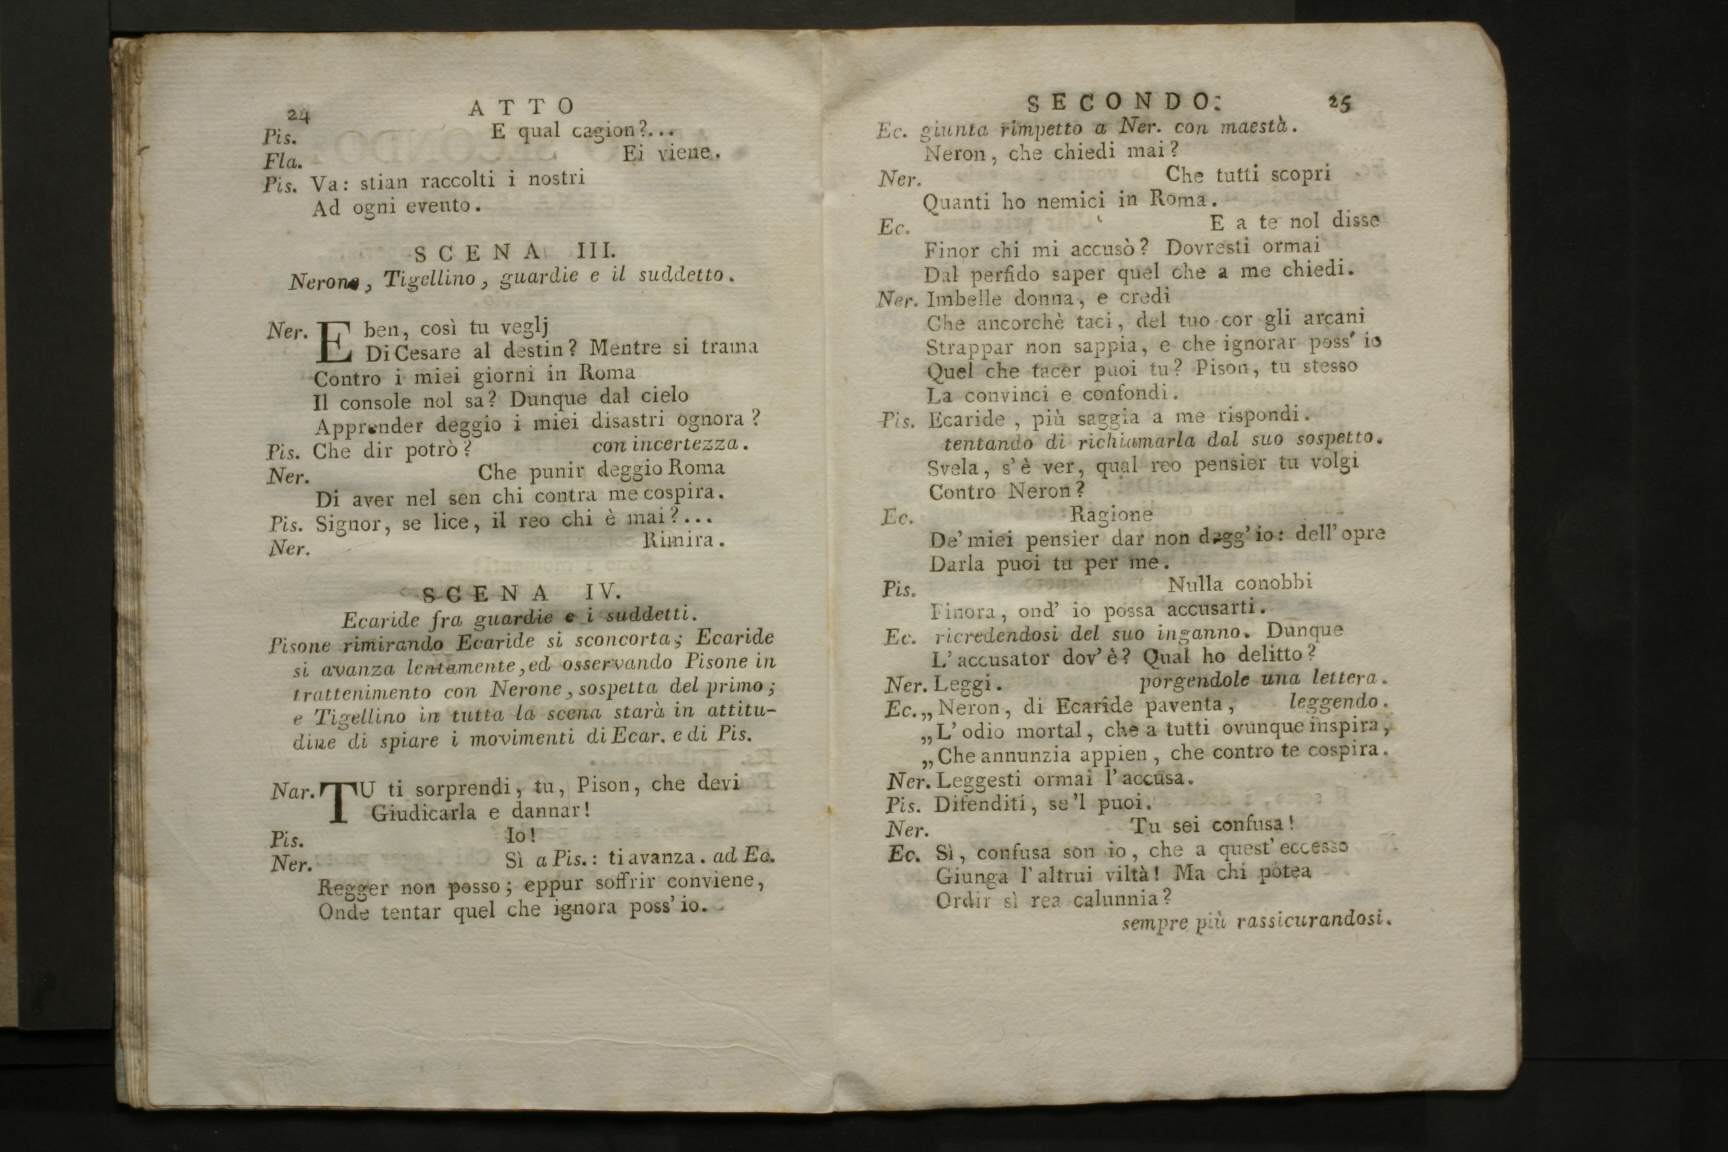 24 ATTO
Pis. E qual cagion?...
Fla. Ei viene.
Pis. Va: stian raccolti i nostri
Ad ogni evento.
SCENA III.
Nerone, Tigellino, guardie e il suddetto.
Ner. E ben, così tu veglj
Di Cesare al destin? Mentre si trama
Contro i miei giorni in Roma
Il console nol sa? Dunque dal cielo
Apprender deggio i miei disastri ognora?
Pis. Che dir potrò? con incertezza.
Ner. Che punir deggio Roma
Di aver nel sen chi contra me cospira.
Pis. Signor, se lice, il reo chi è mai?...
Ner. Rimira.
SCENA IV.
Ecaride fra guardie e i suddetti.
Pisone rimirando Ecaride si sconcorta; Ecaride
si avanza lentamente, ed osservando Pisone in
trattenimento con Nerone, sospetta del primo;
e Tigellino in tutta la scena starà in attitu-
dine di spiare i movimenti di Ecar. e di Pis.
Nar. TU ti sorprendi, tu, Pison, che devi
Giudicarla e dannar!
Pis. Io!
Ner. Sì a Pis.: ti avanza. ad Ec.
Regger non posso; eppur soffrir conviene,
Onde tentar quel che ignora poss' io.
SECONDO: 25
Ec. giunta rimpetto a Ner. con maestà.
Neron, che chiedi mai?
Ner. Che tutti scopri
Quanti ho nemici in Roma.
Ec. E a te nol disse
Finor chi mi accusò? Dovresti ormai
Dal perfido saper quel che a me chiedi.
Ner. Imbelle donna, e credi
Che ancorchè taci, del tuo cor gli arcani
Strappar non sappia, e che ignorar poss' io
Quel che tacer puoi tu? Pison, tu stesso
La convinci e confondi.
Pis. Ecaride, più saggia a me rispondi.
tentando di richiamarla dal suo sospetto.
Svela, s' è ver, qual reo pensier tu volgi
Contro Neron?
Ec. Ragione
De' miei pensier dar non degg' io: dell' opre
Darla puoi tu per me.
Pis. Nulla conobbi
Finora, ond' io possa accusarti.
Ec. ricredendosi del suo inganno. Dunque
L' accusator dov' è? Qual ho delitto?
Ner. Leggi. porgendole una lettera.
Ec. „ Neron, di Ecaride paventa, leggendo.
„ L' odio mortal, che a tutti ovunque inspira,
„ Che annunzia appien, che contro te cospira.
Ner. Leggesti ormai l' accusa.
Pis. Difenditi, se 'l puoi.
Ner. Tu sei confusa!
Ec. Sì, confusa son io, che a quest' eccesso
Giunga l' altrui viltà! Ma chi potea
Ordir sì rea calunnia?
sempre più rassicurandosi.